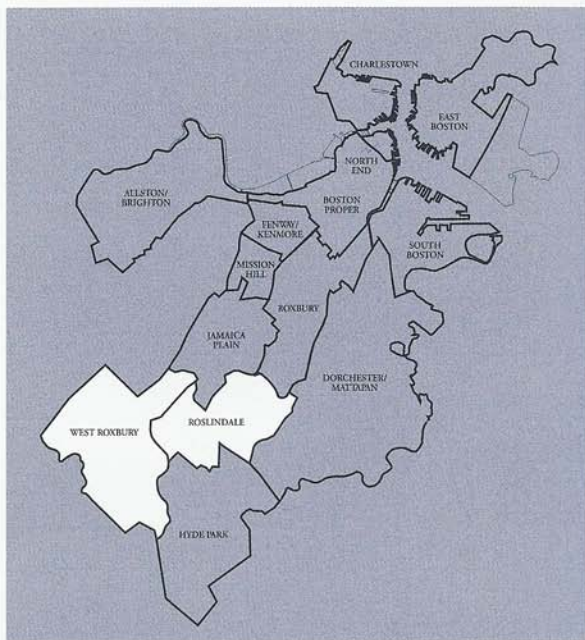 CHARLESTOWN
EAST
BOSTON
NORTH
END
ALLSTON/
BRIGHTON
BOSTON
PROPER
FENWAY/
KENMORE
SOUTH
BOSTON
MISSION
HILL
ROXBURY
JAMAICA
PLAIN
DORCHESTER/
MATTAPAN
WEST ROXBURY
ROSLINDALE
HYDE PARK